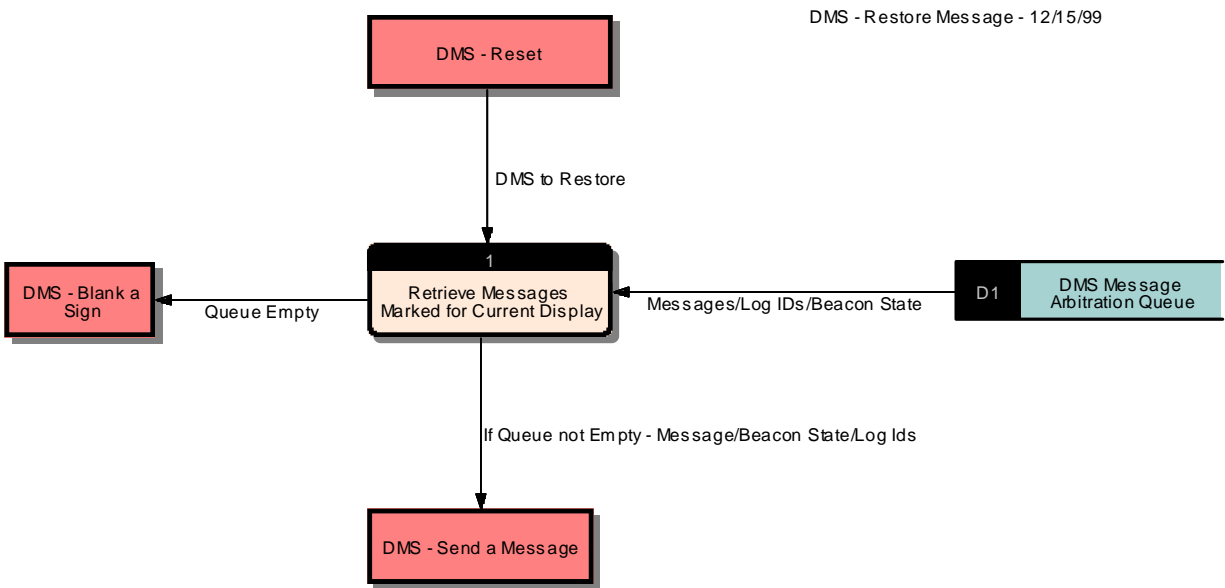 DMS - Restore Message - 12/15/99
DMS - Reset
DMS to Restore
1
Retrieve Messages
Marked for Current Display
DMS - Blank a
Sign
Queue Empty
Messages/Log IDs/Beacon State
D1
DMS Message
Arbitration Queue
If Queue not Empty - Message/Beacon State/Log Ids
DMS - Send a Message